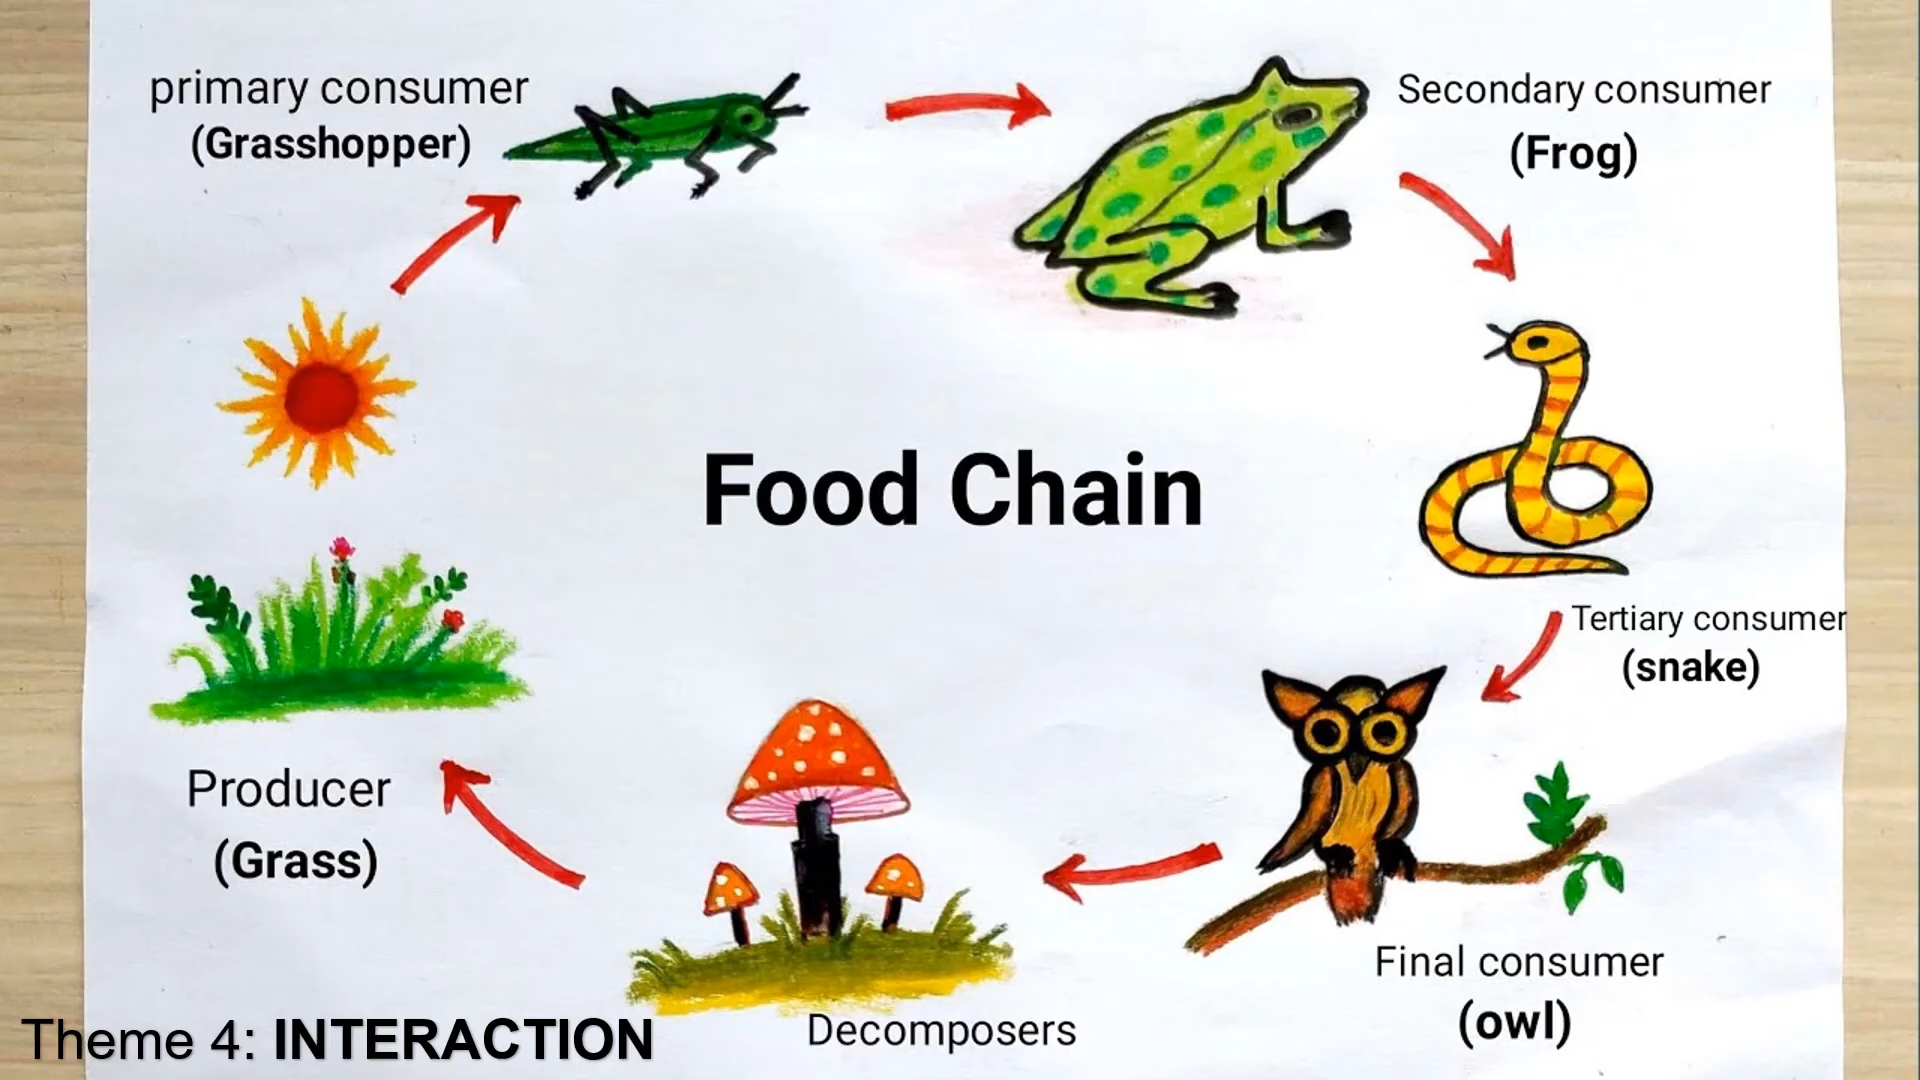 primary consumer
(Grasshopper)
Secondary consumer
(Frog)
Food Chain
Tertiary consumer
(snake)
Producer
(Grass)
Final consumer
(owl)
Decomposers
Theme 4: INTERACTION